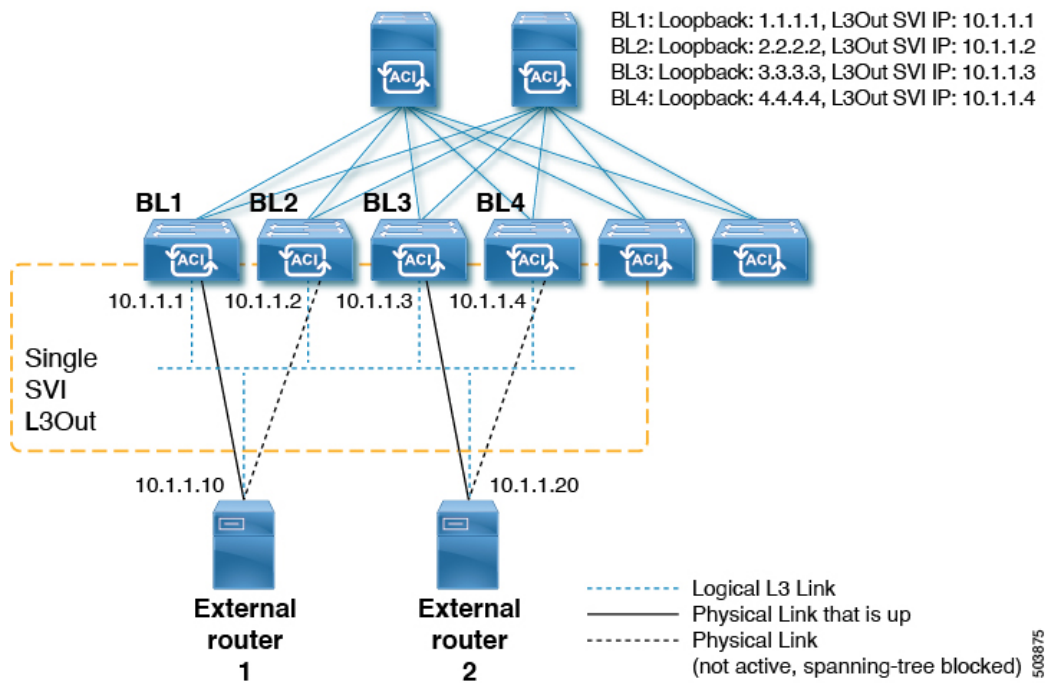 BL1: Loopback: 1.1.1.1, L3Out SVI IP: 10.1.1.1
BL2: Loopback: 2.2.2.2, L3Out SVI IP: 10.1.1.2
BL3: Loopback: 3.3.3.3, L3Out SVI IP: 10.1.1.3
BL4: Loopback: 4.4.4.4, L3Out SVI IP: 10.1.1.4
ACI
ACI
BL1
BL2
BL3
BL4
ACI
ACI
ACI
ACI
ACI
ACI
10.1.1.1
10.1.1.2
10.1.1.3
10.1.1.4
Single
SVI
L3Out
10.1.1.10
10.1.1.20
External
router
1
External
router
2
Logical L3 Link
Physical Link that is up
Physical Link
(not active, spanning-tree blocked)
503875